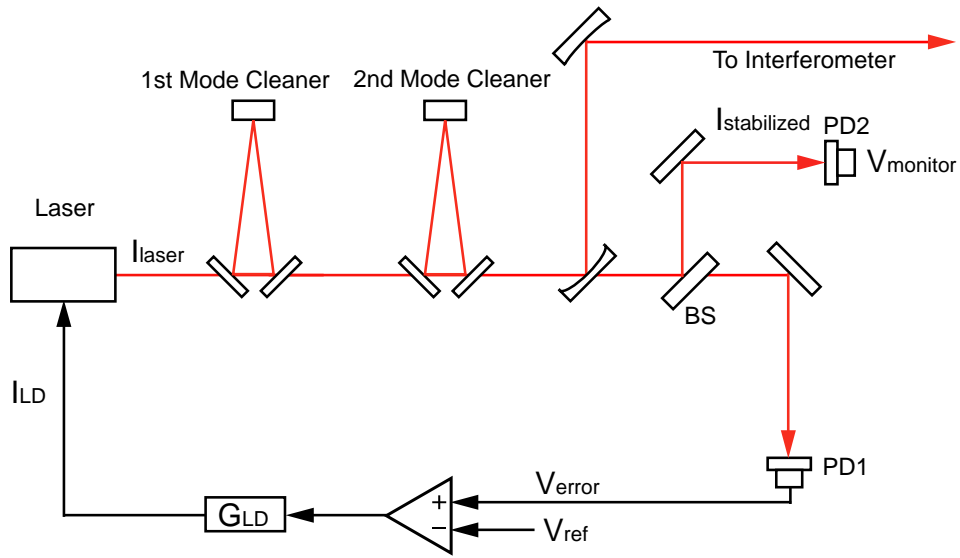 To Interferometer
1st Mode Cleaner
2nd Mode Cleaner
Istabilized
PD2
Vmonitor
Laser
Ilaser
BS
ILD
PD1
Verror
+
GLD
−
Vref